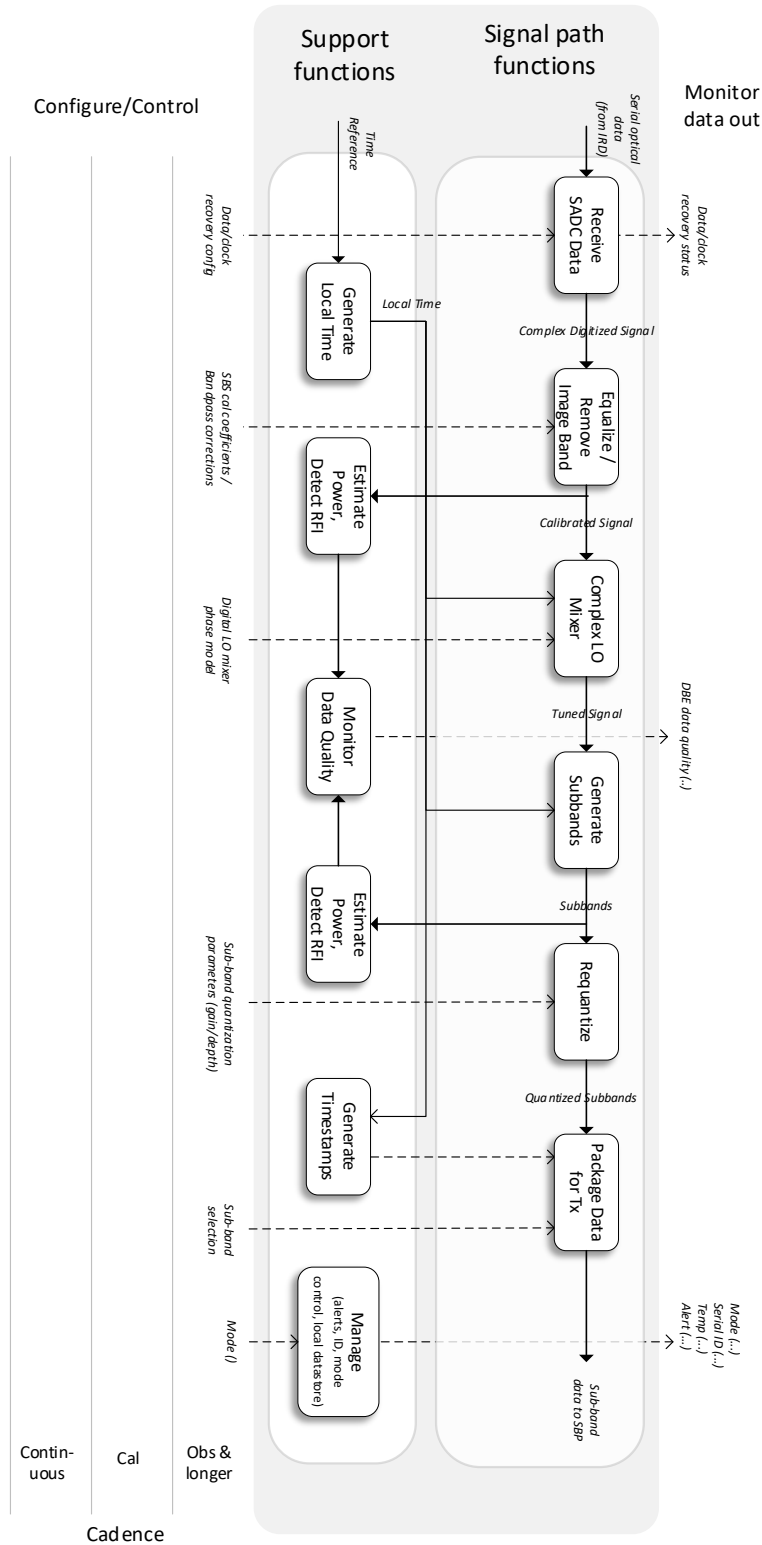 Support
functions
Signal path
functions
Configure/Control
Monitor
data out
Time
Reference
Serial optical
data
(from IRD)
Data/clock
recovery config
Receive
SADC Data
Data/clock
recovery status
Generate
Local Time
Local Time
Complex Digitized Signal
SBS cal coefficients /
Bandpass corrections
Equalize /
Remove
Image Band
Estimate
Power,
Detect RFI
Calibrated Signal
Digital LO mixer
phase model
Complex LO
Mixer
Monitor
Data Quality
Tuned Signal
DBE data quality (..)
Generate
Subbands
Estimate
Power,
Detect RFI
Subbands
Sub-band quantization
parameters (gain/depth)
Requantize
Quantized Subbands
Generate
Timestamps
Package Data
for Tx
Sub-band
selection
Mode ()
Manage
(alerts, ID, mode
control, local datastore)
Mode (...)
Serial ID (...)
Temp (...)
Alert (...)
Sub-band
data to SBP
Contin-
uous
Cal
Obs &
longer
Cadence